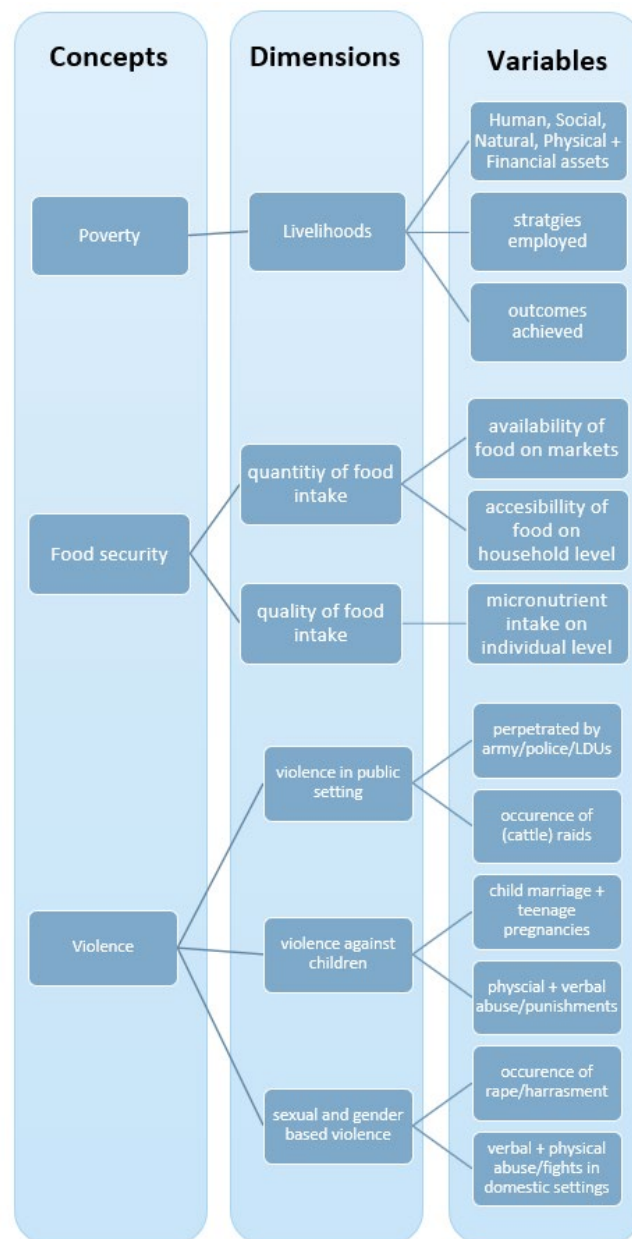 Concepts
Dimensions
Variables
Poverty
Livelihoods
Human, Social,
Natural, Physical +
Financial assets
stratgies
employed
outcomes
achieved
Food security
quantitiy of food
intake
availability of
food on markets
accesibillity of
food on
household level
quality of food
intake
micronutrient
intake on
individual level
Violence
violence in public
setting
perpetrated by
army/police/LDUs
occurence of
(cattle) raids
violence against
children
child marriage +
teenage
pregnancies
physcial + verbal
abuse/punishments
sexual and gender
based violence
occurence of
rape/harrasment
verbal + physical
abuse/fights in
domestic settings